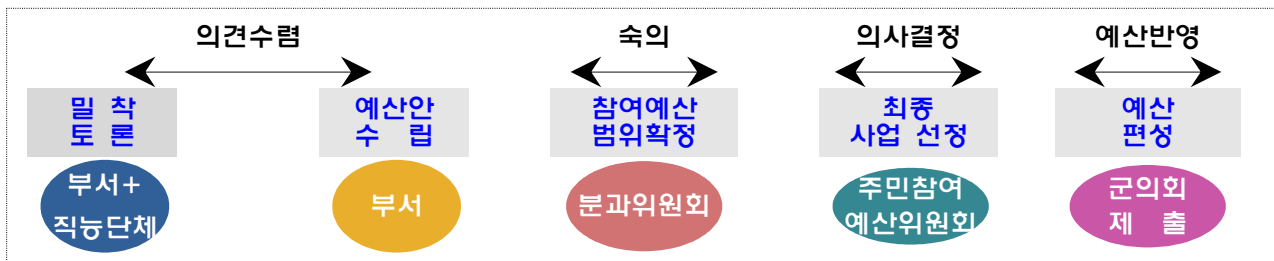 의견수렴
숙의
의사결정
예산반영
밀 착
토 론
예산안
수 립
참여예산
범위확정
최종
사업 선정
예산
편성
부서+
직능단체
부서
분과위원회
주민참여
예산위원회
군의회
제 출